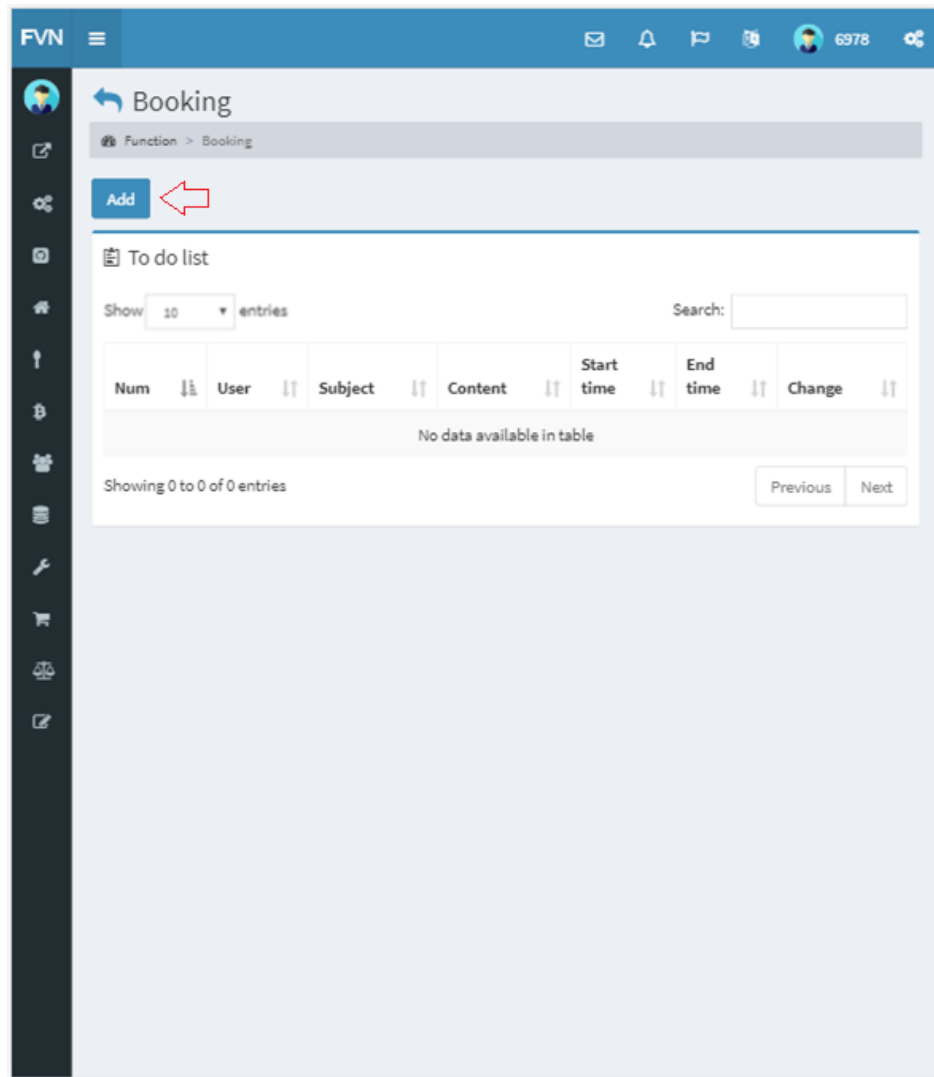 FVN 6978
Booking
Function > Booking
Add
To do list
Show 10 entries Search:
Num User Subject Content Start time End time Change
No data available in table
Showing 0 to 0 of 0 entries Previous Next